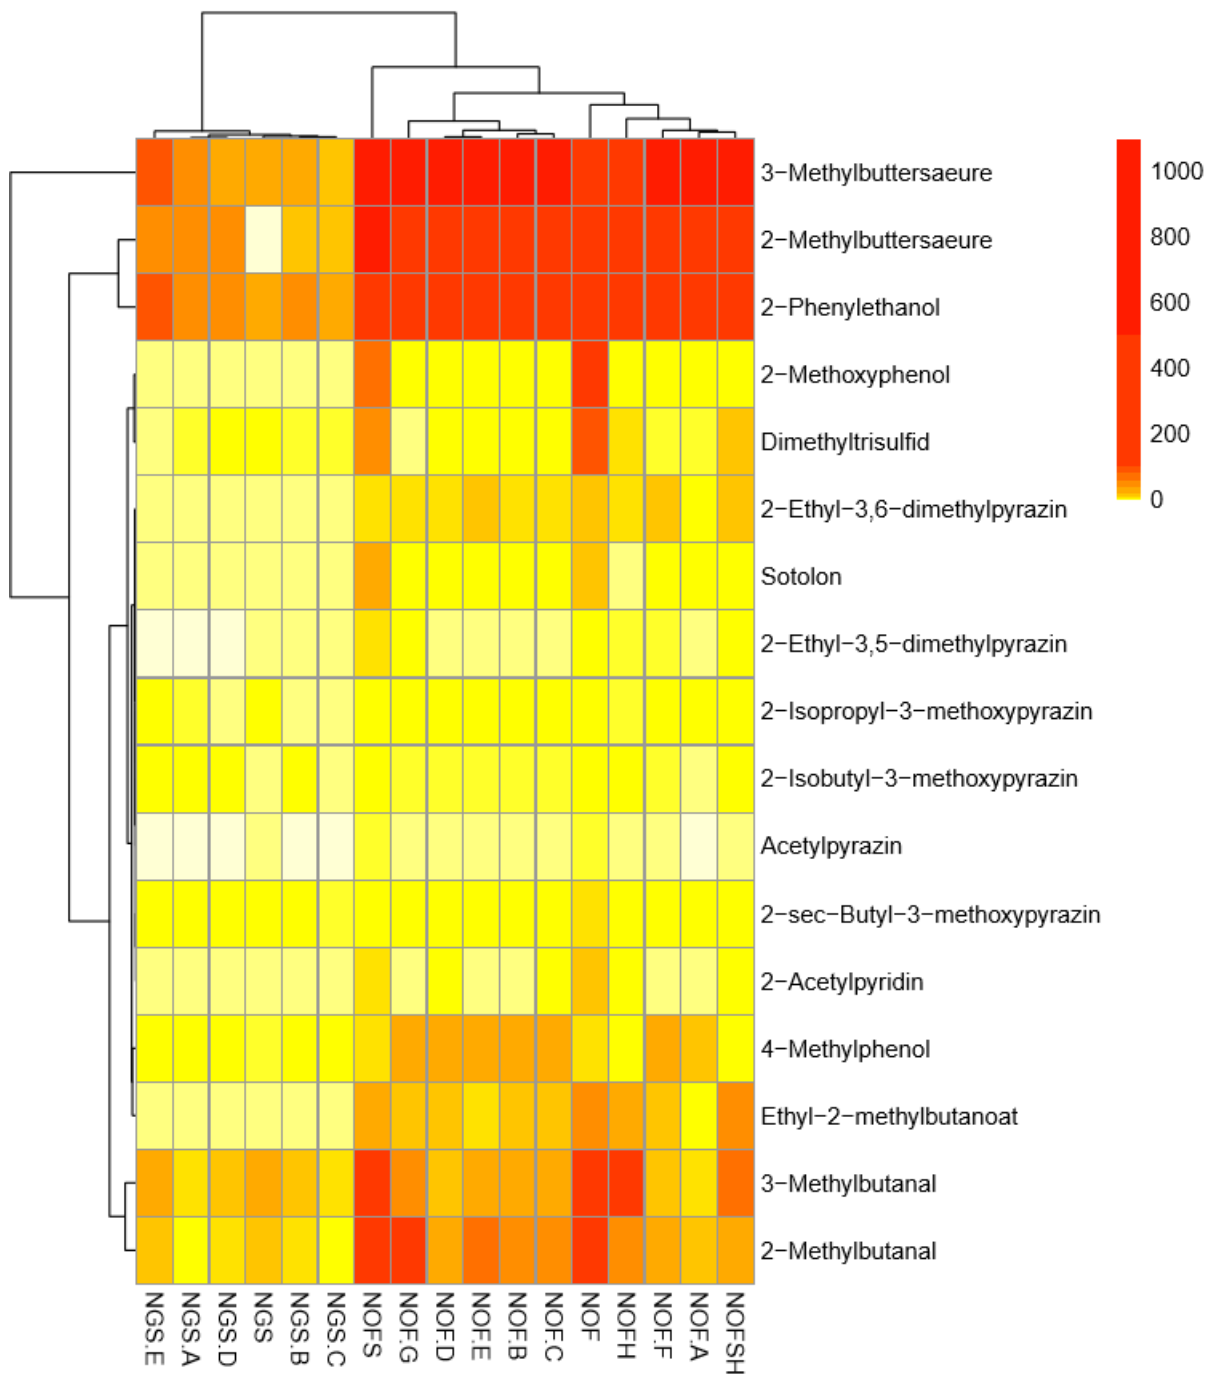 3−Methylbuttersaeure
2−Methylbuttersaeure
2−Phenylethanol
2−Methoxyphenol
Dimethyltrisulfid
2−Ethyl−3,6−dimethylpyrazin
Sotolon
2−Ethyl−3,5−dimethylpyrazin
2−Isopropyl−3−methoxypyrazin
2−Isobutyl−3−methoxypyrazin
Acetylpyrazin
2−sec−Butyl−3−methoxypyrazin
2−Acetylpyridin
4−Methylphenol
Ethyl−2−methylbutanoat
3−Methylbutanal
2−Methylbutanal
1000
800
600
400
200
0
NGS.E
NGS.A
NGS.D
NGS
NGS.B
NGS.C
NOFS
NOF.G
NOF.D
NOF.E
NOF.B
NOF.C
NOF
NOFH
NOF.F
NOF.A
NOFSH